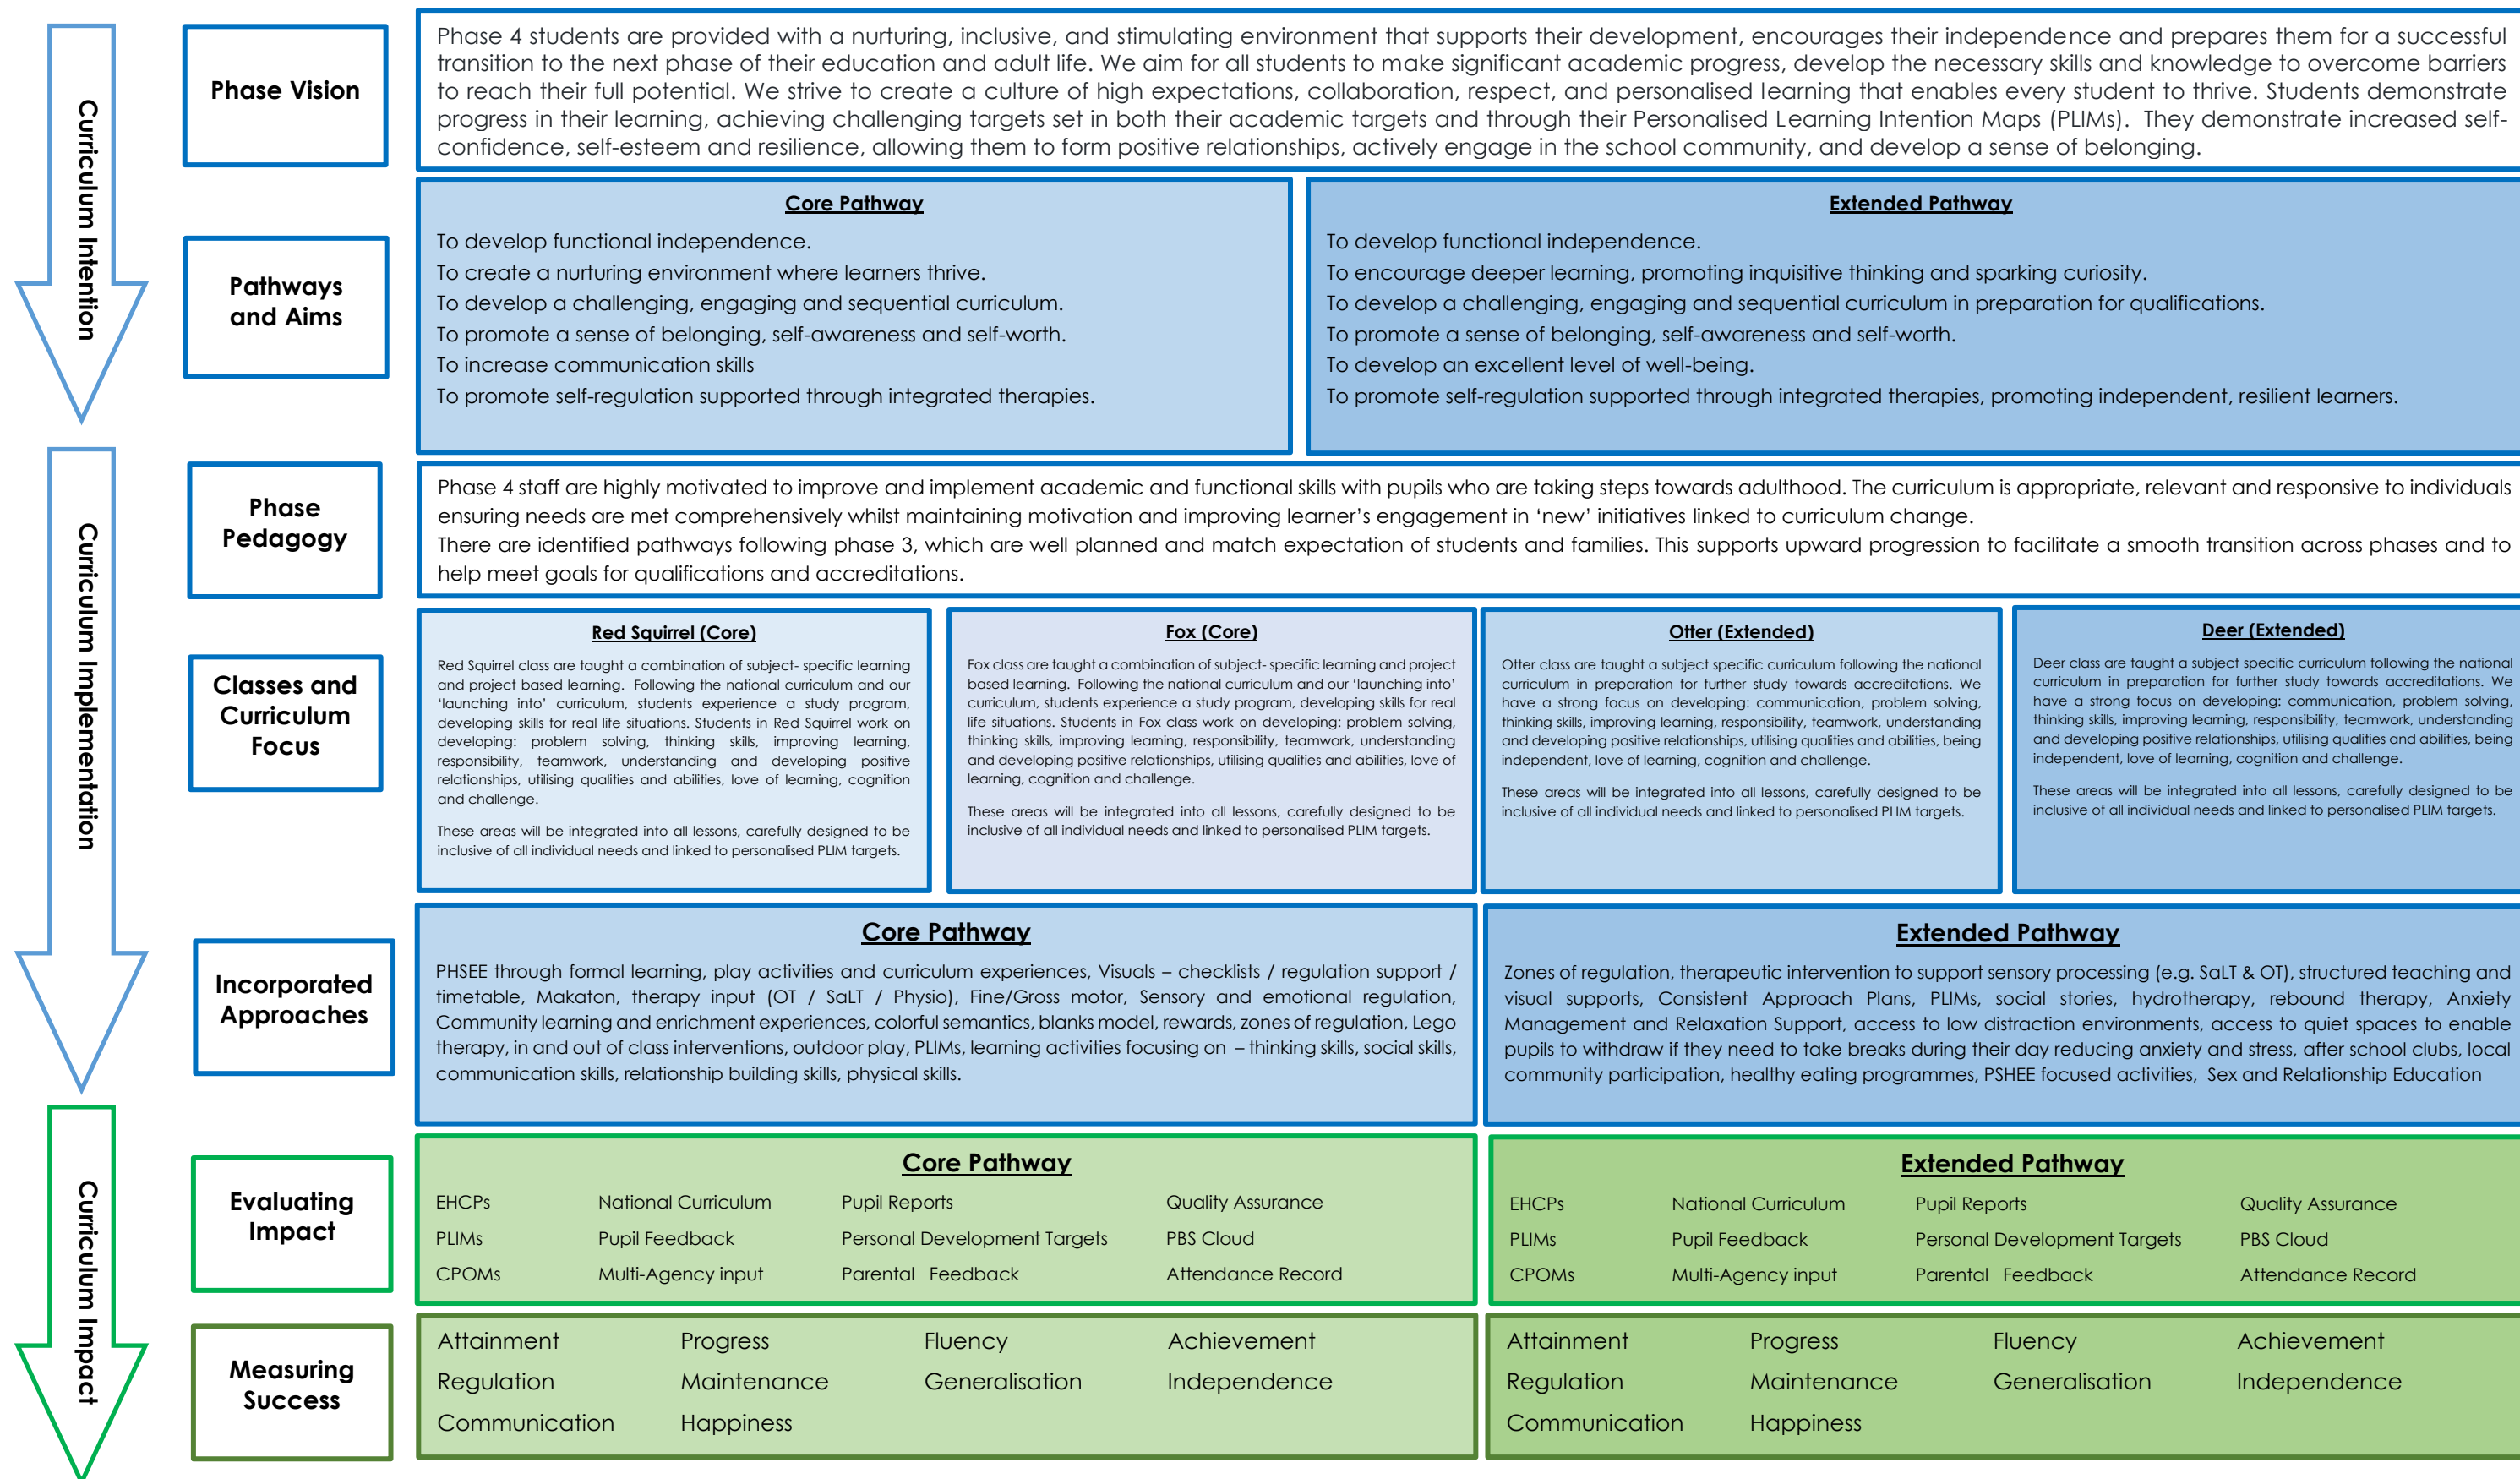 Curriculum Intention
Phase Vision
Phase 4 students are provided with a nurturing, inclusive, and stimulating environment that supports their development, encourages their independence and prepares them for a successful
transition to the next phase of their education and adult life. We aim for all students to make significant academic progress, develop the necessary skills and knowledge to overcome barriers
to reach their full potential. We strive to create a culture of high expectations, collaboration, respect, and personalised learning that enables every student to thrive. Students demonstrate
progress in their learning, achieving challenging targets set in both their academic targets and through their Personalised Learning Intention Maps (PLIMs). They demonstrate increased self-
confidence, self-esteem and resilience, allowing them to form positive relationships, actively engage in the school community, and develop a sense of belonging.
Pathways
and Aims
Core Pathway
To develop functional independence.
To create a nurturing environment where learners thrive.
To develop a challenging, engaging and sequential curriculum.
To promote a sense of belonging, self-awareness and self-worth.
To increase communication skills
To promote self-regulation supported through integrated therapies.
Extended Pathway
To develop functional independence.
To encourage deeper learning, promoting inquisitive thinking and sparking curiosity.
To develop a challenging, engaging and sequential curriculum in preparation for qualifications.
To promote a sense of belonging, self-awareness and self-worth.
To develop an excellent level of well-being.
To promote self-regulation supported through integrated therapies, promoting independent, resilient learners.
Curriculum Implementation
Phase
Pedagogy
Phase 4 staff are highly motivated to improve and implement academic and functional skills with pupils who are taking steps towards adulthood. The curriculum is appropriate, relevant and responsive to individuals
ensuring needs are met comprehensively whilst maintaining motivation and improving learner's engagement in 'new' initiatives linked to curriculum change.
There are identified pathways following phase 3, which are well planned and match expectation of students and families. This supports upward progression to facilitate a smooth transition across phases and to
help meet goals for qualifications and accreditations.
Classes and
Curriculum
Focus
Red Squirrel (Core)
Red Squirrel class are taught a combination of subject- specific learning
and project based learning. Following the national curriculum and our
'launching into' curriculum, students experience a study program,
developing skills for real life situations. Students in Red Squirrel work on
developing: problem solving, thinking skills, improving learning,
responsibility, teamwork, understanding and developing positive
relationships, utilising qualities and abilities, love of learning, cognition
and challenge.
These areas will be integrated into all lessons, carefully designed to be
inclusive of all individual needs and linked to personalised PLIM targets.
Fox (Core)
Fox class are taught a combination of subject- specific learning and project
based learning. Following the national curriculum and our 'launching into'
curriculum, students experience a study program, developing skills for real
life situations. Students in Fox class work on developing: problem solving,
thinking skills, improving learning, responsibility, teamwork, understanding
and developing positive relationships, utilising qualities and abilities, love of
learning, cognition and challenge.
These areas will be integrated into all lessons, carefully designed to be
inclusive of all individual needs and linked to personalised PLIM targets.
Otter (Extended)
Otter class are taught a subject specific curriculum following the national
curriculum in preparation for further study towards accreditations. We
have a strong focus on developing: communication, problem solving,
thinking skills, improving learning, responsibility, teamwork, understanding
and developing positive relationships, utilising qualities and abilities, being
independent, love of learning, cognition and challenge.
These areas will be integrated into all lessons, carefully designed to be
inclusive of all individual needs and linked to personalised PLIM targets.
Deer (Extended)
Deer class are taught a subject specific curriculum following the national
curriculum in preparation for further study towards accreditations. We
have a strong focus on developing: communication, problem solving,
thinking skills, improving learning, responsibility, teamwork, understanding
and developing positive relationships, utilising qualities and abilities, being
independent, love of learning, cognition and challenge.
These areas will be integrated into all lessons, carefully designed to be
inclusive of all individual needs and linked to personalised PLIM targets.
Incorporated
Approaches
Core Pathway
PHSEE through formal learning, play activities and curriculum experiences, Visuals – checklists / regulation support /
timetable, Makaton, therapy input (OT / SaLT / Physio), Fine/Gross motor, Sensory and emotional regulation,
Community learning and enrichment experiences, colorful semantics, blanks model, rewards, zones of regulation, Lego
therapy, in and out of class interventions, outdoor play, PLIMs, learning activities focusing on – thinking skills, social skills,
communication skills, relationship building skills, physical skills.
Extended Pathway
Zones of regulation, therapeutic intervention to support sensory processing (e.g. SaLT & OT), structured teaching and
visual supports, Consistent Approach Plans, PLIMs, social stories, hydrotherapy, rebound therapy, Anxiety
Management and Relaxation Support, access to low distraction environments, access to quiet spaces to enable
pupils to withdraw if they need to take breaks during their day reducing anxiety and stress, after school clubs, local
community participation, healthy eating programmes, PSHEE focused activities, Sex and Relationship Education
Curriculum Impact
Evaluating
Impact
Core Pathway
EHCPs National Curriculum Pupil Reports Quality Assurance
PLIMs Pupil Feedback Personal Development Targets PBS Cloud
CPOMs Multi-Agency input Parental Feedback Attendance Record
Extended Pathway
EHCPs National Curriculum Pupil Reports Quality Assurance
PLIMs Pupil Feedback Personal Development Targets PBS Cloud
CPOMs Multi-Agency input Parental Feedback Attendance Record
Measuring
Success
Attainment Progress Fluency Achievement
Regulation Maintenance Generalisation Independence
Communication Happiness
Attainment Progress Fluency Achievement
Regulation Maintenance Generalisation Independence
Communication Happiness